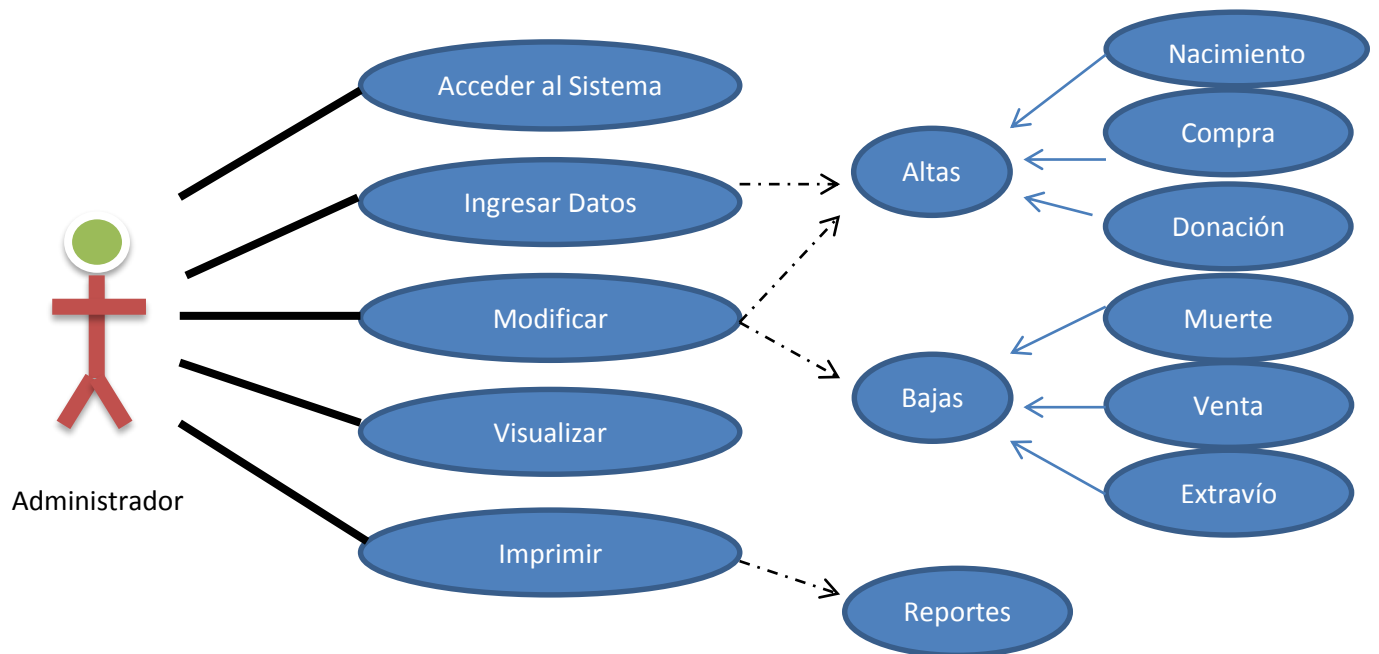 Nacimiento
Acceder al Sistema
Compra
Altas
Ingresar Datos
Donación
Modificar
Muerte
Bajas
Venta
Visualizar
Extravío
Administrador
Imprimir
Reportes